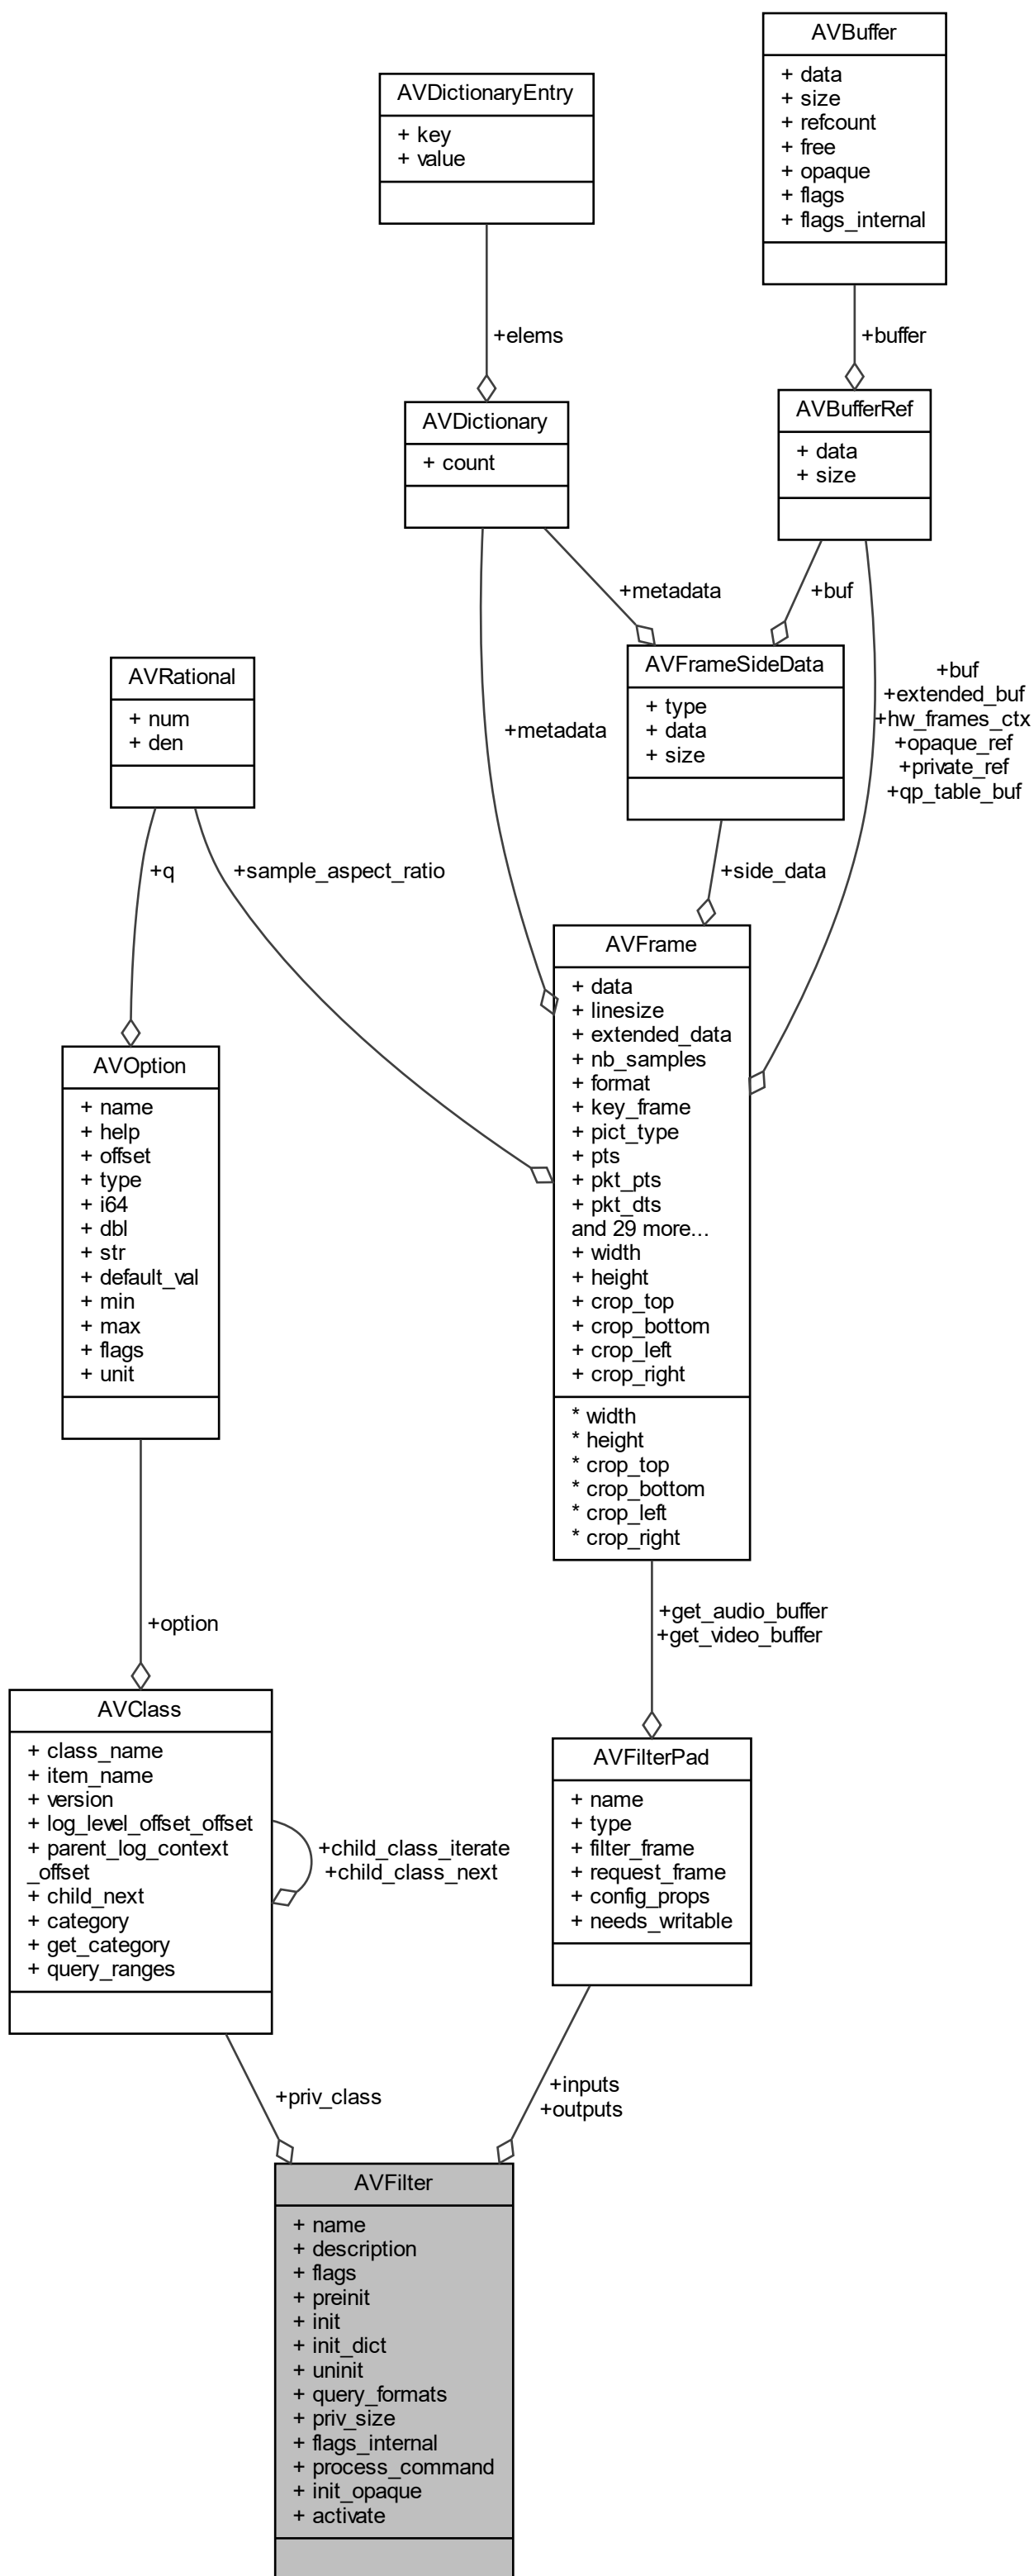 AVBuffer
+ data
+ size
+ refcount
+ free
+ opaque
+ flags
+ flags_internal
AVDictionaryEntry
+ key
+ value
+elems
+buffer
AVDictionary
+ count
AVBufferRef
+ data
+ size
+metadata
+buf
AVFrameSideData
+ type
+ data
+ size
+buf
+extended_buf
+hw_frames_ctx
+opaque_ref
+private_ref
+qp_table_buf
+metadata
AVRational
+ num
+ den
+q
+sample_aspect_ratio
+side_data
AVFrame
+ data
+ linesize
+ extended_data
+ nb_samples
+ format
+ key_frame
+ pict_type
+ pts
+ pkt_pts
+ pkt_dts
and 29 more...
+ width
+ height
+ crop_top
+ crop_bottom
+ crop_left
+ crop_right
* width
* height
* crop_top
* crop_bottom
* crop_left
* crop_right
AVOption
+ name
+ help
+ offset
+ type
+ i64
+ dbl
+ str
+ default_val
+ min
+ max
+ flags
+ unit
+option
+get_audio_buffer
+get_video_buffer
AVClass
+ class_name
+ item_name
+ version
+ log_level_offset_offset
+ parent_log_context
_offset
+ child_next
+ category
+ get_category
+ query_ranges
+child_class_iterate
+child_class_next
AVFilterPad
+ name
+ type
+ filter_frame
+ request_frame
+ config_props
+ needs_writable
+priv_class
+inputs
+outputs
AVFilter
+ name
+ description
+ flags
+ preinit
+ init
+ init_dict
+ uninit
+ query_formats
+ priv_size
+ flags_internal
+ process_command
+ init_opaque
+ activate